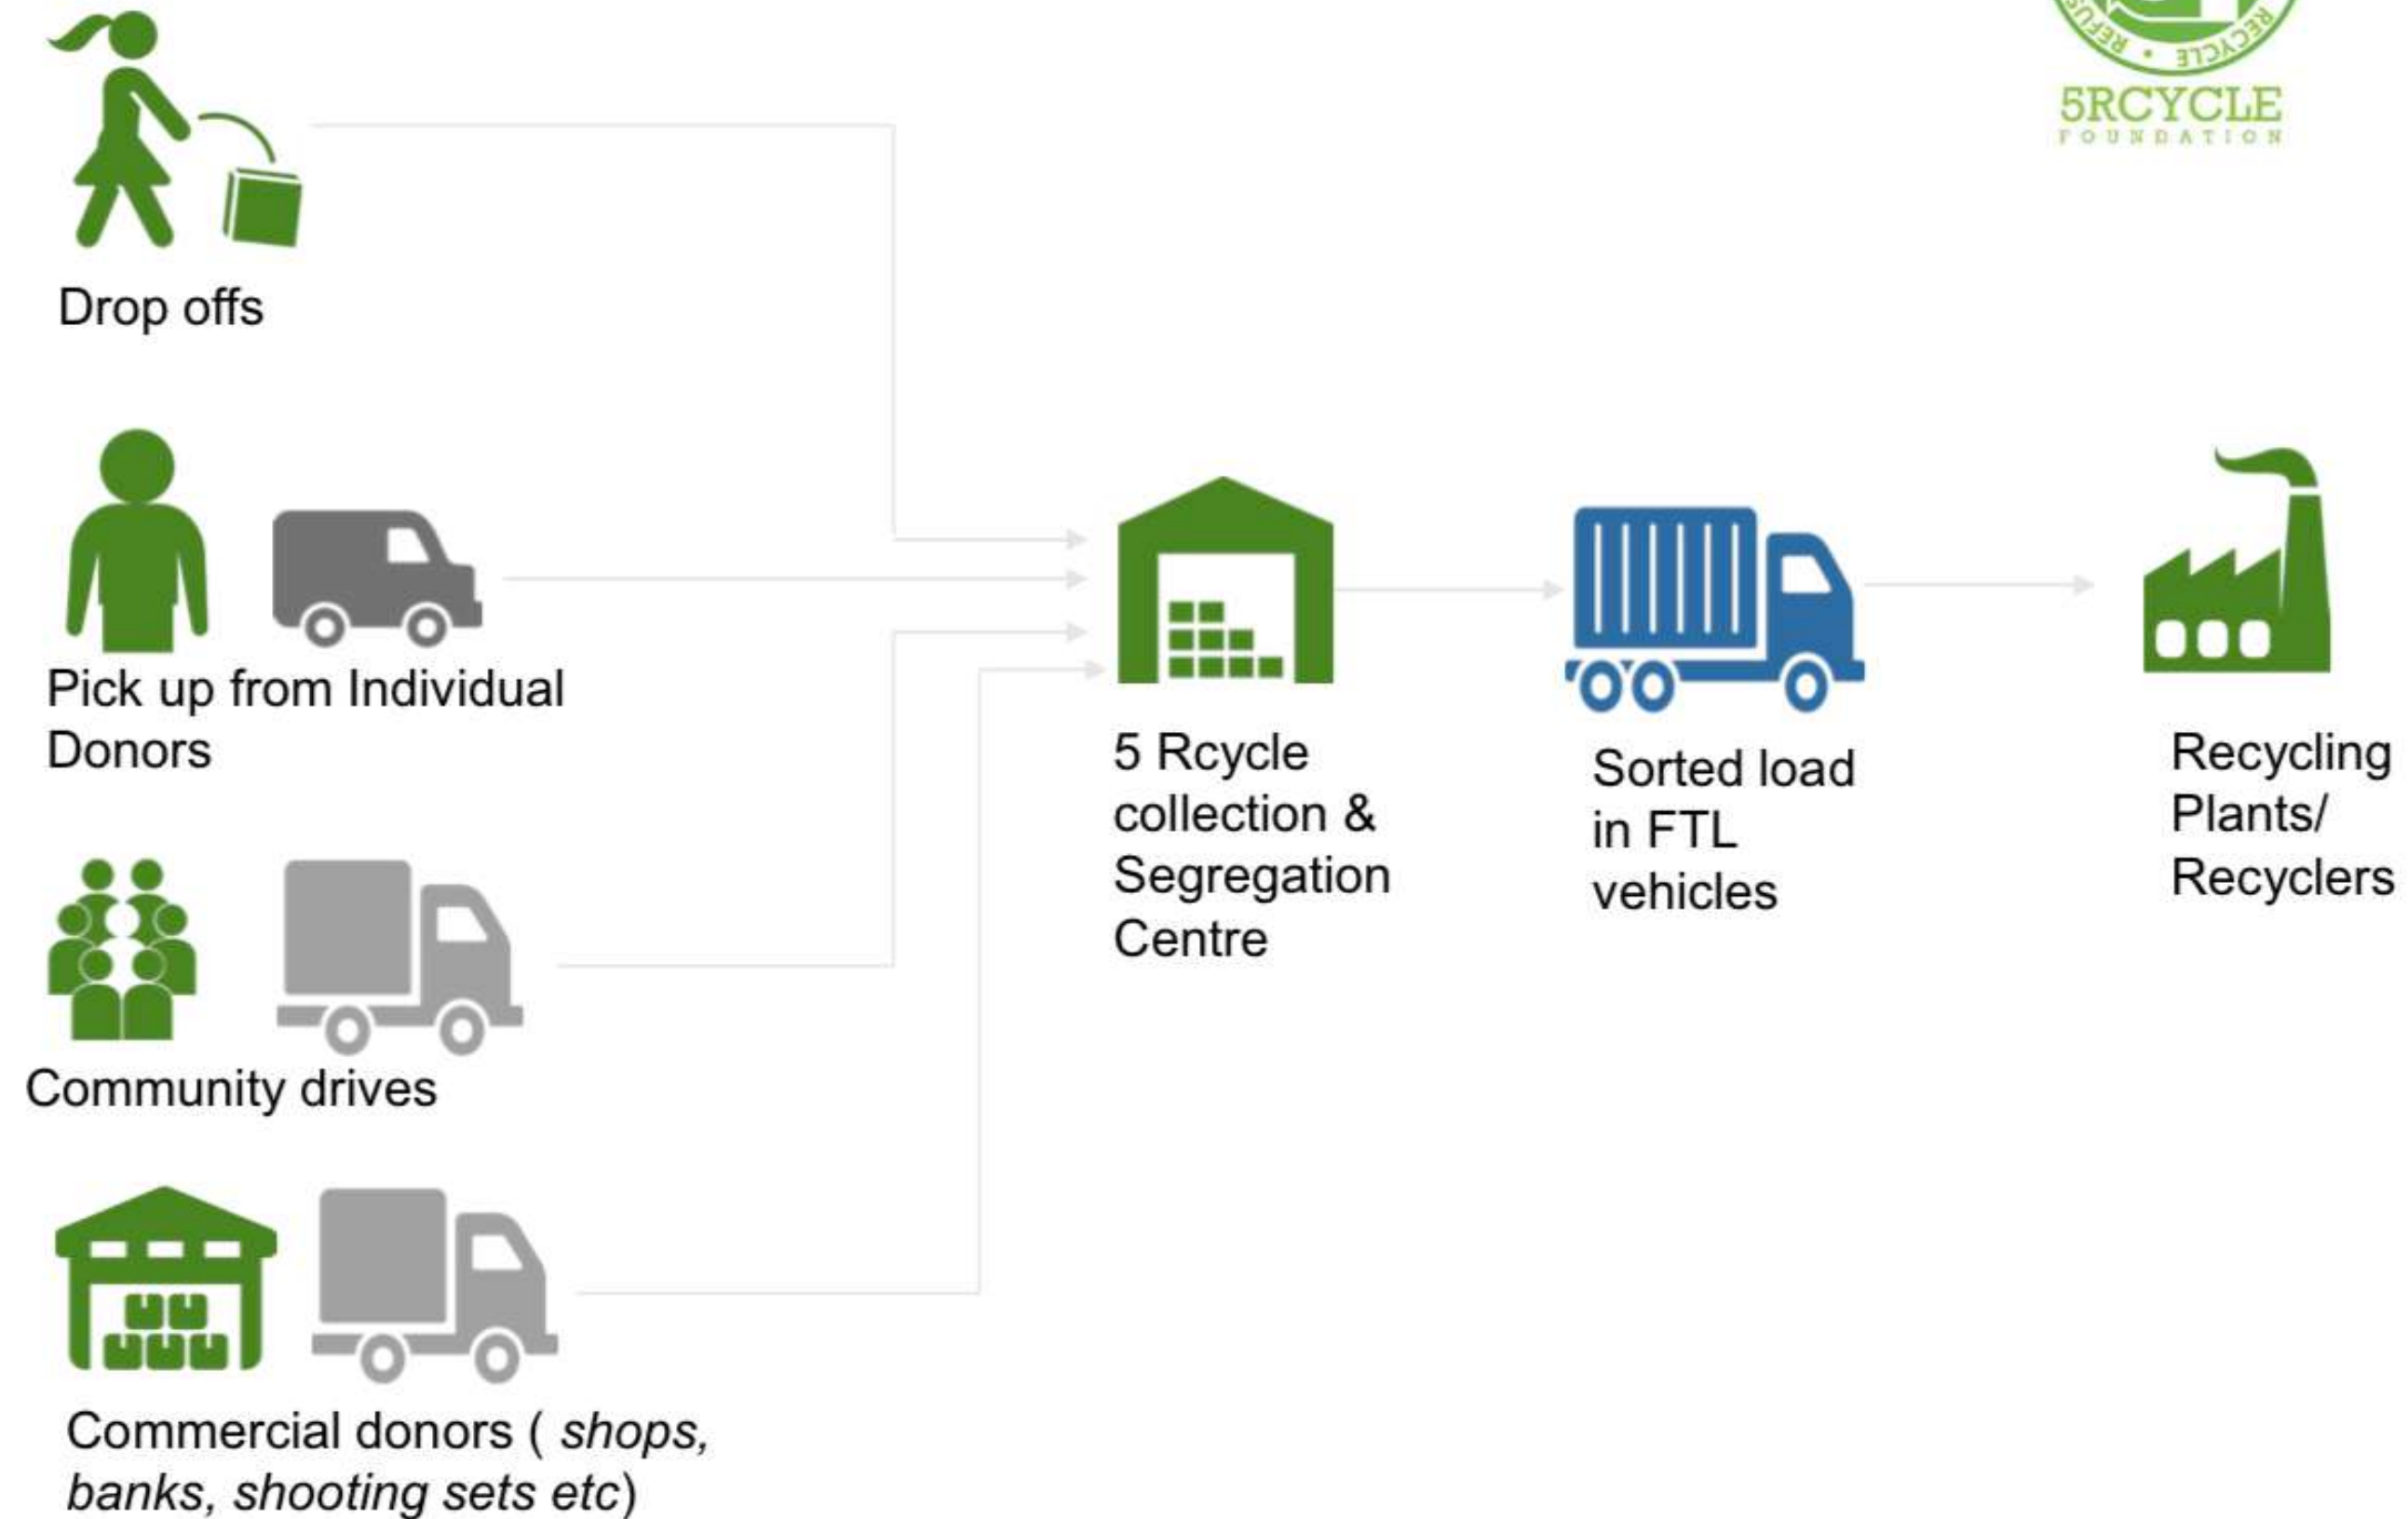 RECYCLE
5RCYCLE
FOUNDATION
Drop offs
Pick up from Individual
Donors
Community drives
Commercial donors ( shops,
banks, shooting sets etc)
5 Rcycle
collection &
Segregation
Centre
Sorted load
in FTL
vehicles
Recycling
Plants/
Recyclers